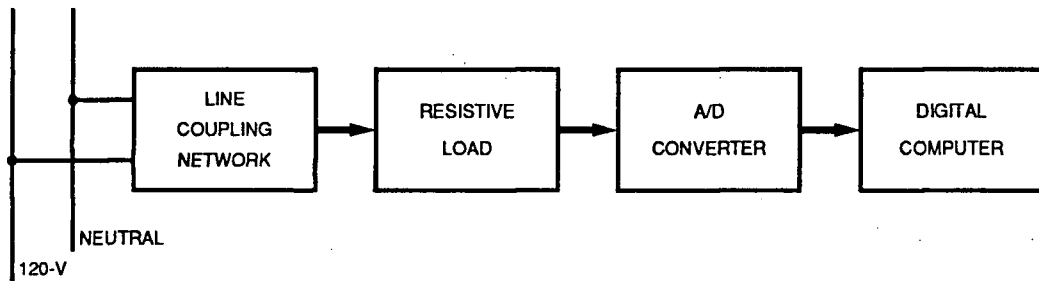 LINE
COUPLING
NETWORK
RESISTIVE
LOAD
A/D
CONVERTER
DIGITAL
COMPUTER
NEUTRAL
120-V